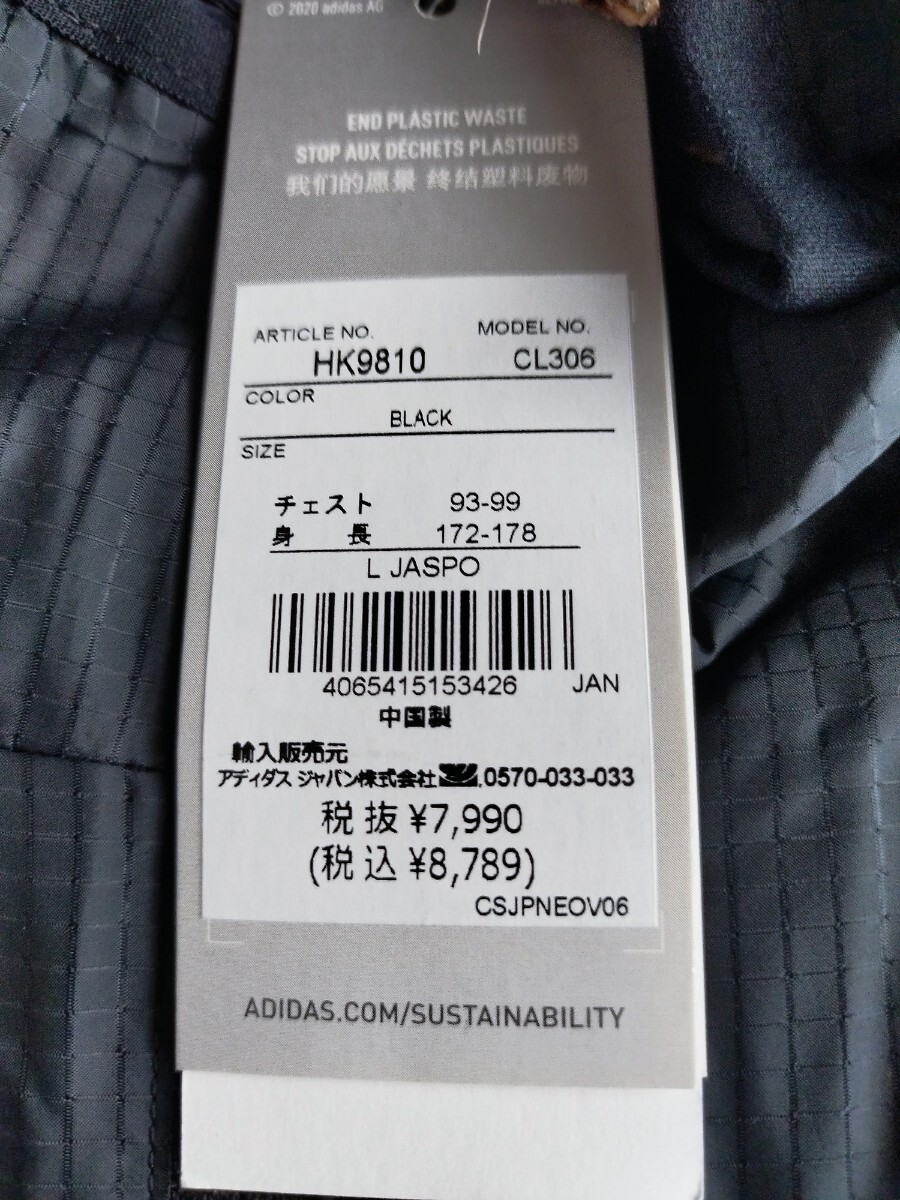 © 2020 adidas AG
END PLASTIC WASTE
STOP AUX DÉCHETS PLASTIQUES
我们的愿景 终结塑料废物
ARTICLE NO. MODEL NO.
HK9810 CL306
COLOR
BLACK
SIZE
チェスト 93-99
身 長 172-178
L JASPO
4065415153426 JAN
中国製
輸入販売元
アディダス ジャパン株式会社 0570-033-033
税 抜 ¥7,990
(税 込 ¥8,789)
CSJPNEOV06
ADIDAS.COM/SUSTAINABILITY